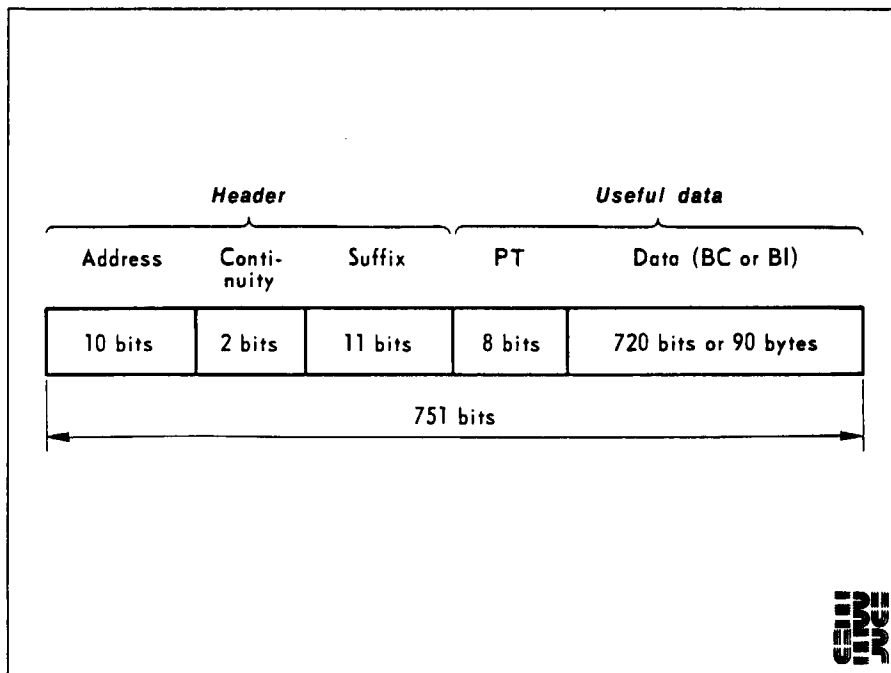 Header Useful data
Address Conti-nuity Suffix PT Data (BC or BI)
10 bits 2 bits 11 bits 8 bits 720 bits or 90 bytes
751 bits